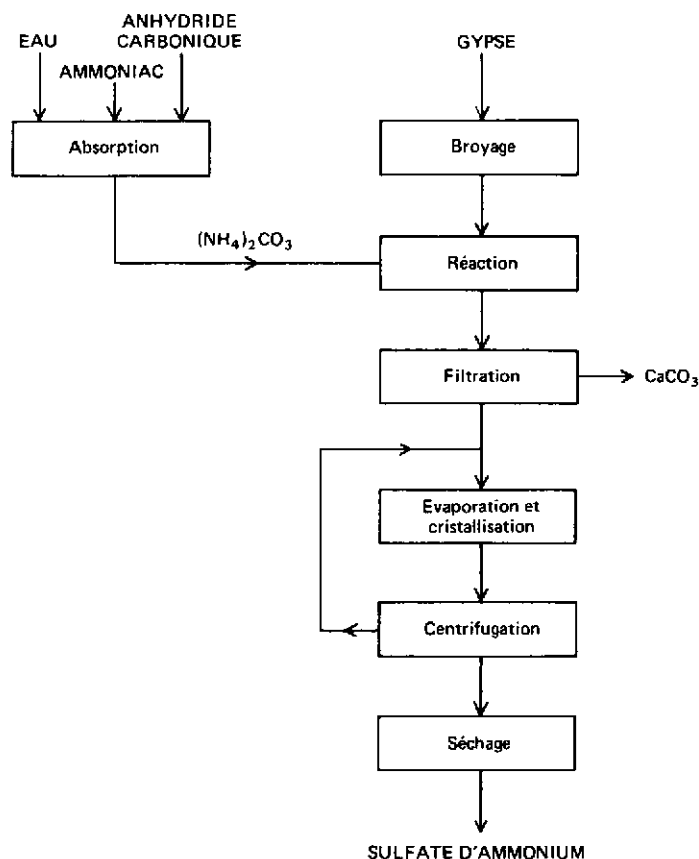 ANHYDRIDE
EAU CARBONIQUE
AMMONIAC
GYPSE
Absorption
Broyage
(NH₄)₂CO₃
Réaction
Filtration
CaCO₃
Evaporation et
cristallisation
Centrifugation
Séchage
SULFATE D'AMMONIUM